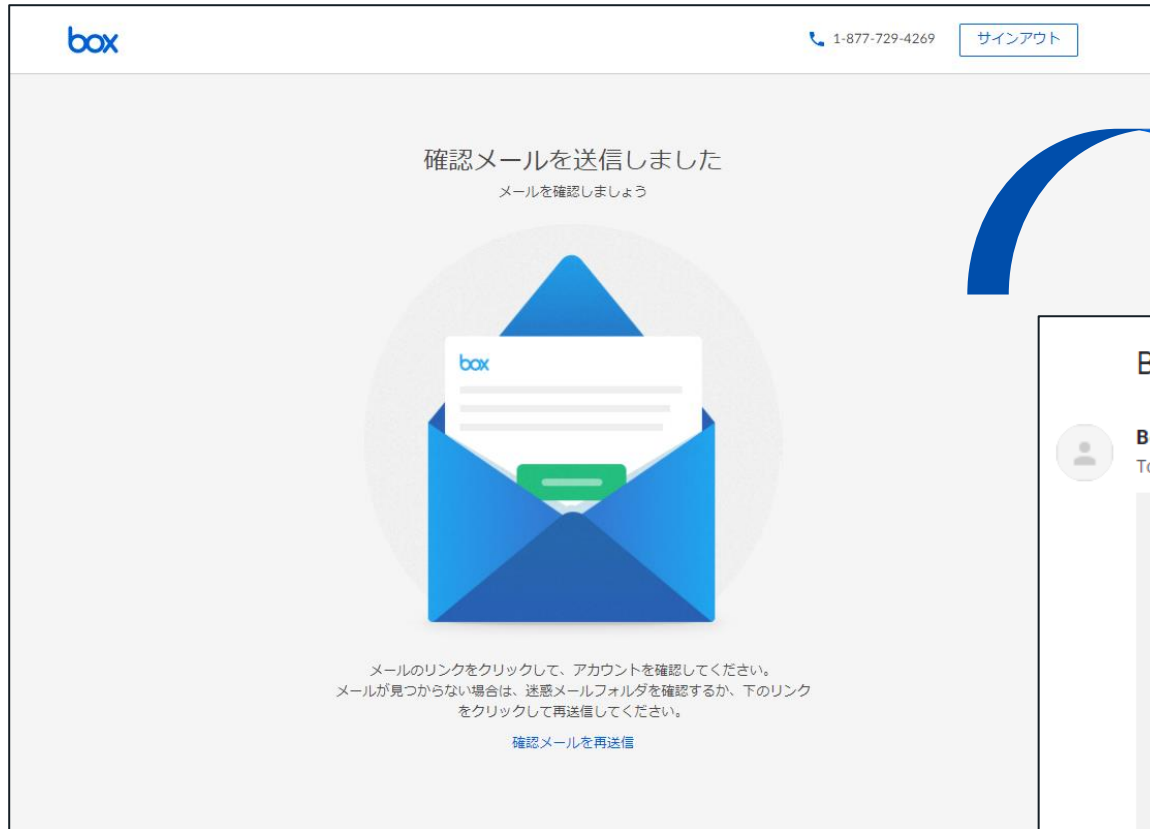 box
1-877-729-4269
サインアウト
確認メールを送信しました
メールを確認しましょう
box
メールのリンクをクリックして、アカウントを確認してください。
メールが見つからない場合は、迷惑メールフォルダを確認するか、下のリンク
をクリックして再送信してください。
確認メールを再送信
B
B
To